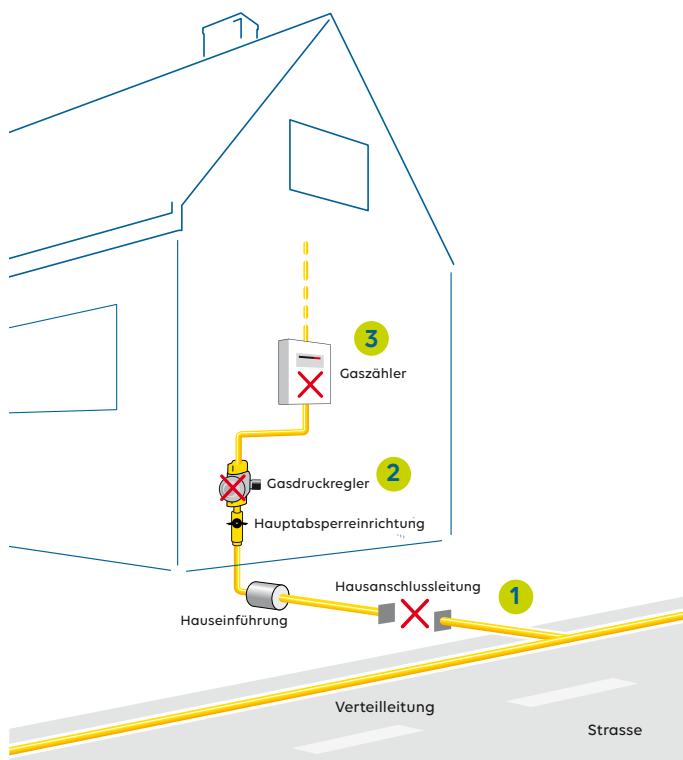 3
Gaszähler
2
Gasdruckregler
Hauptabsperreinrichtung
Hausanschlussleitung
1
Hauseinführung
Verteilleitung
Strasse